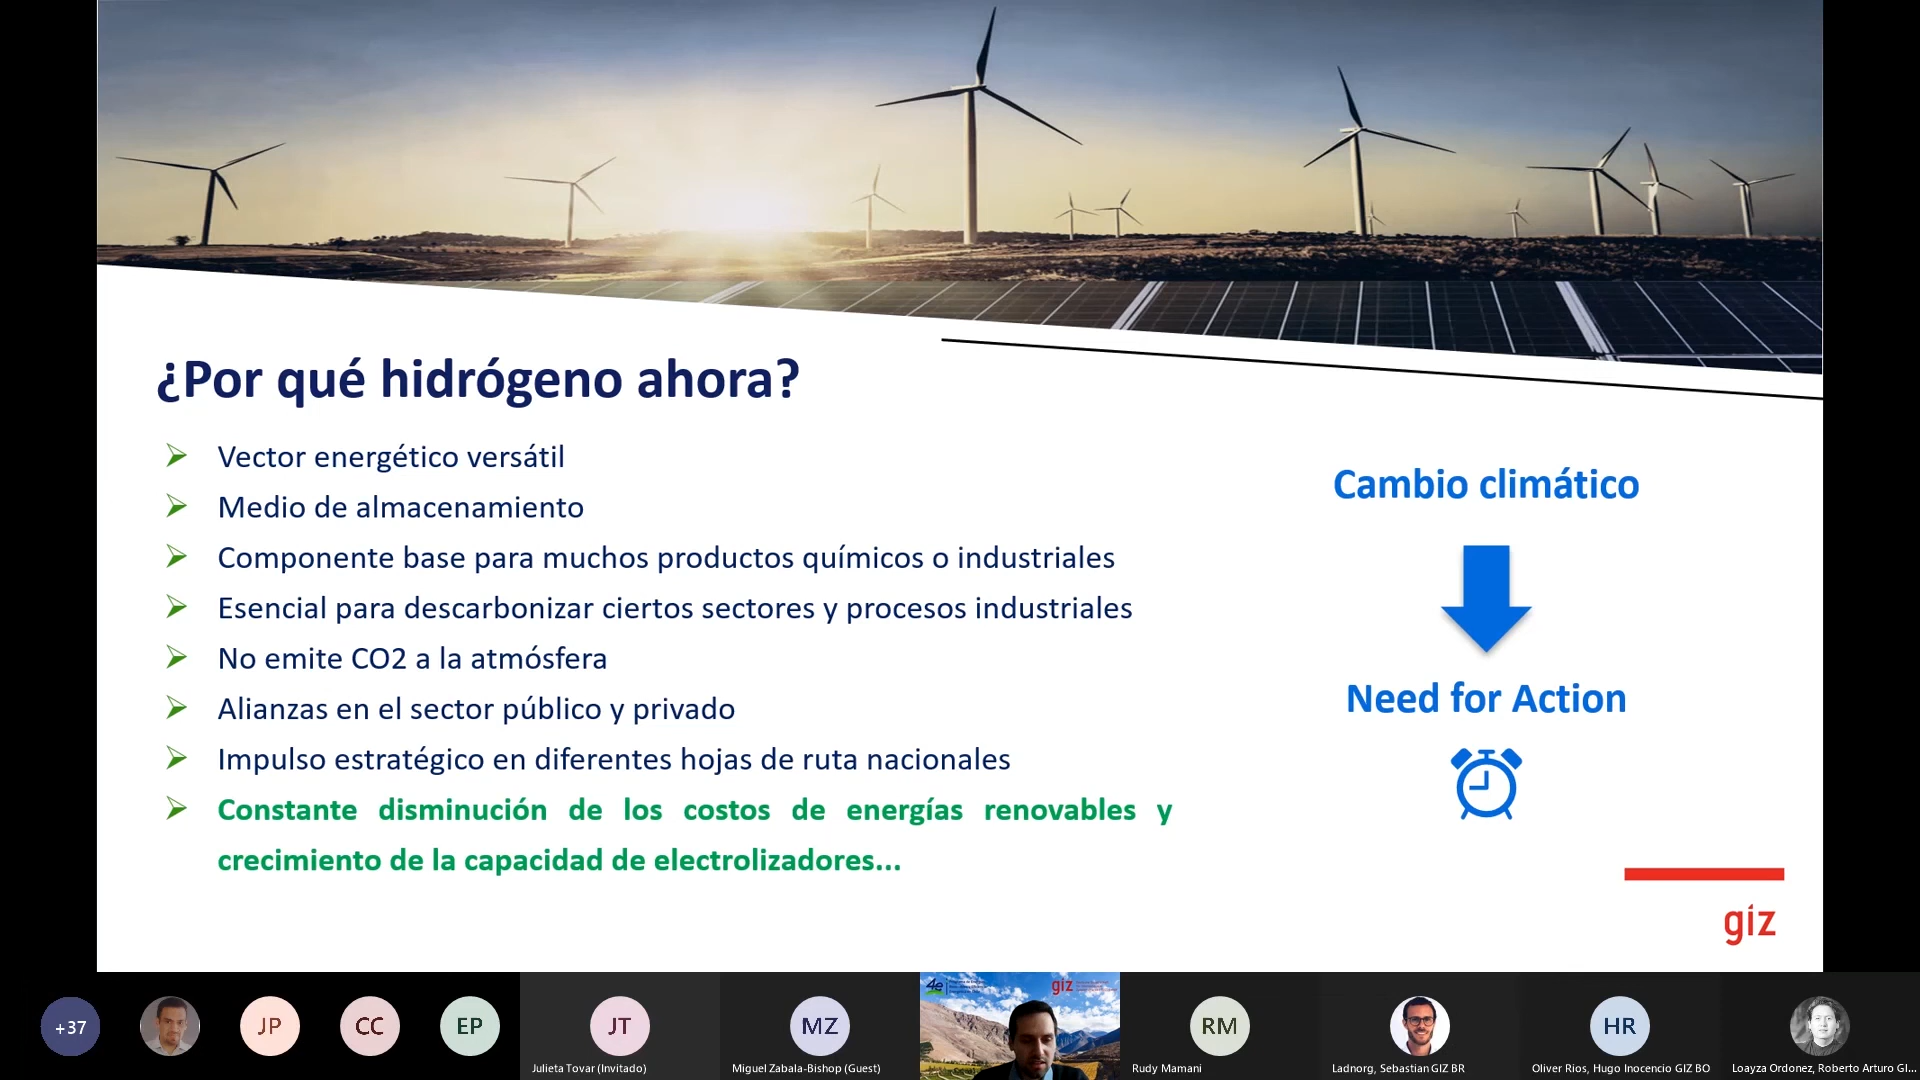 ¿Por qué hidrógeno ahora?
Vector energético versátil
Medio de almacenamiento
Componente base para muchos productos químicos o industriales
Esencial para descarbonizar ciertos sectores y procesos industriales
No emite CO2 a la atmósfera
Alianzas en el sector público y privado
Impulso estratégico en diferentes hojas de ruta nacionales
Constante disminución de los costos de energías renovables y
crecimiento de la capacidad de electrolizadores...
Cambio climático
Need for Action
giz
+37
JP
CC
EP
JT
Julieta Tovar (Invitado)
MZ
Miguel Zabala-Bishop (Guest)
4e
giz
RM
Rudy Mamani
Ladnorg, Sebastian GIZ BR
HR
Oliver Rios, Hugo Inocencio GIZ BO
Loayza Ordonez, Roberto Arturo GI...